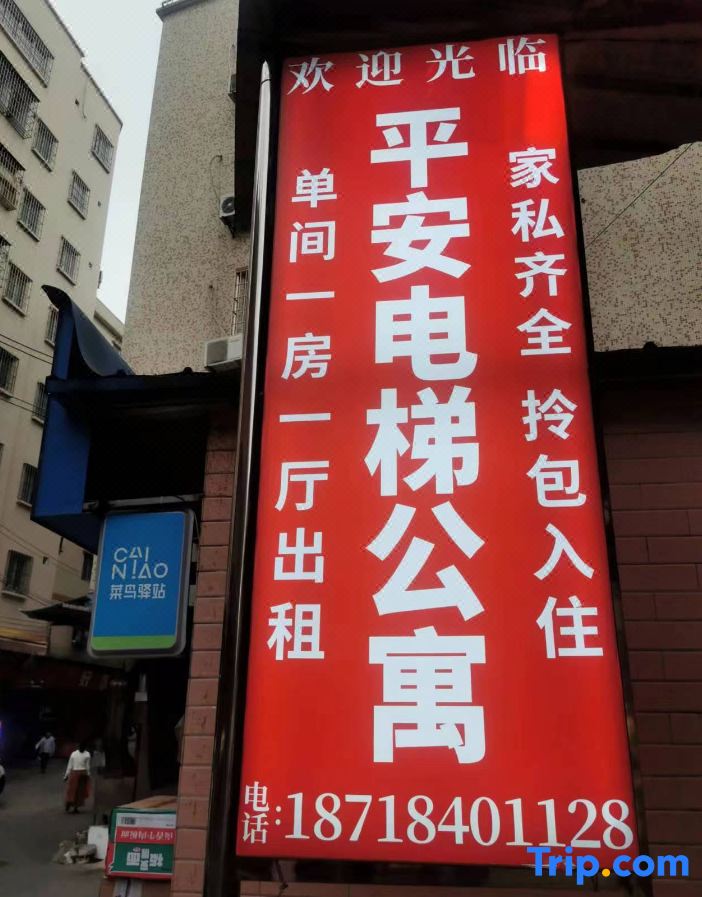 欢迎光临
平安电梯公寓
单间一房一厅出租
家私齐全 拎包入住
电话:18718401128
CAI
NIAO
菜鸟驿站
Trip.com